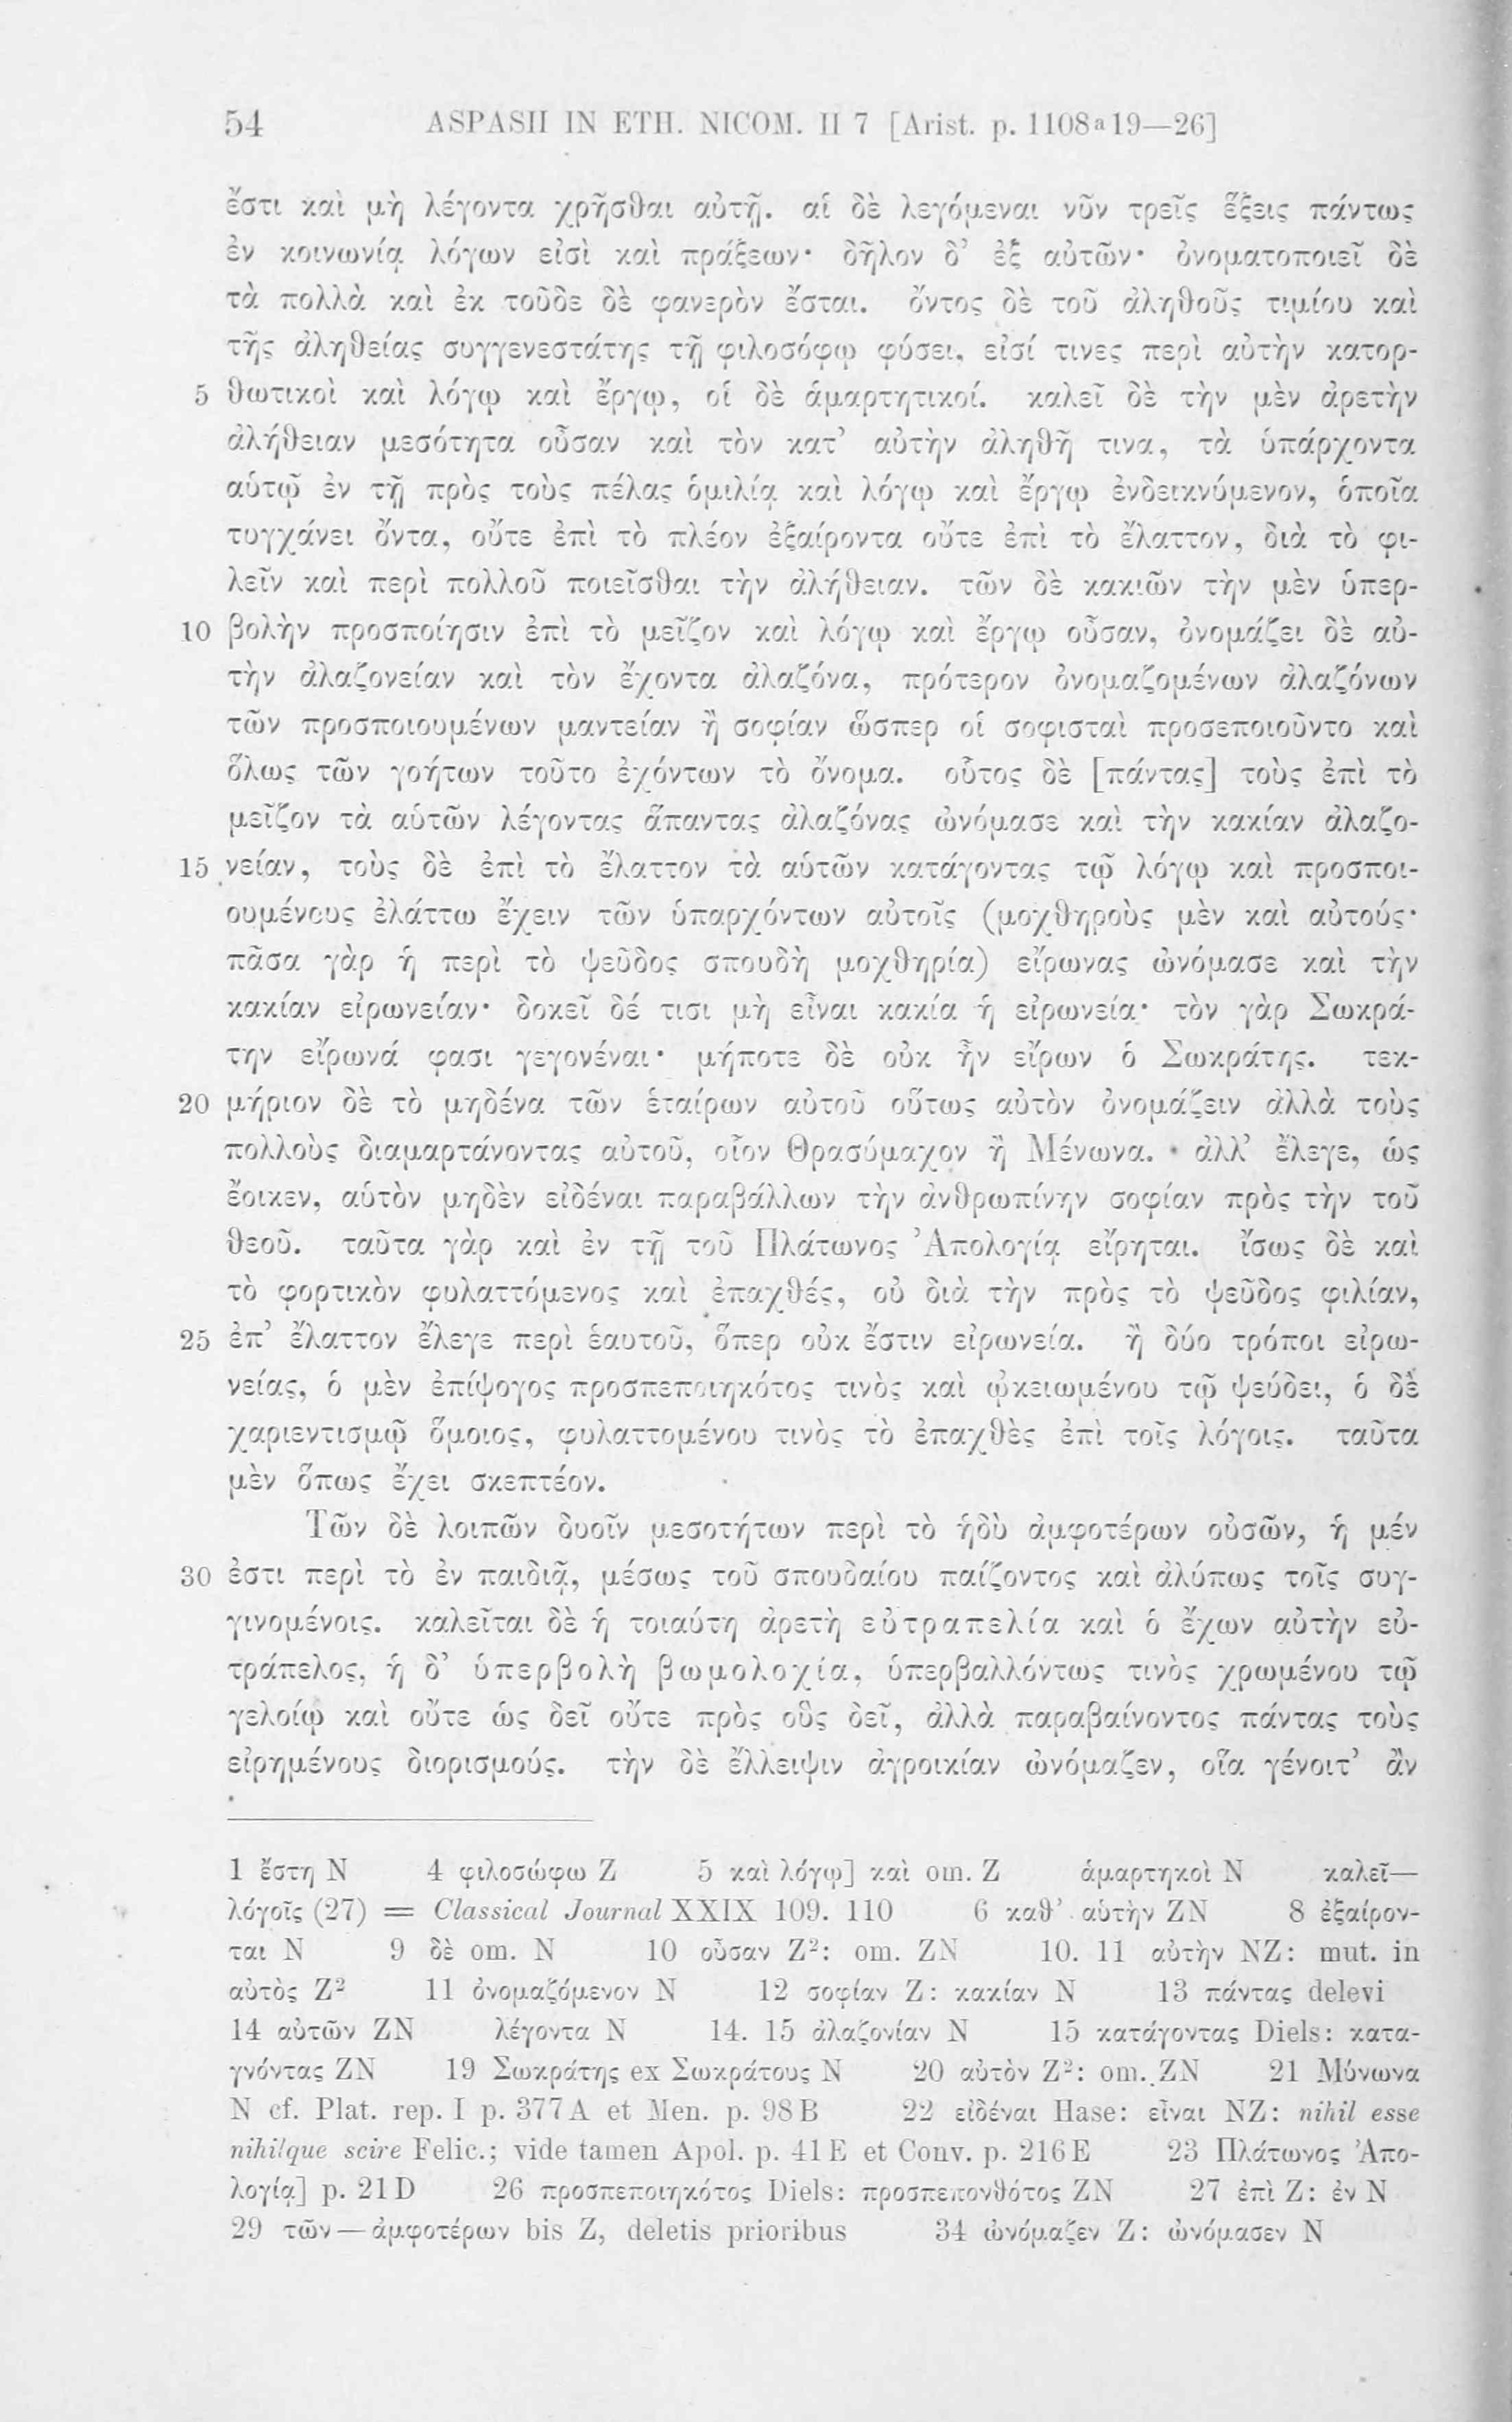 54 ASPASII IN ETH. NICOM. II 7 [Arist. p. 1108ª19—26]
ἔστι καὶ μὴ λέγοντα χρῆσθαι αὐτῇ. αἱ δὲ λεγόμεναι νῦν τρεῖς ἕξεις πάντως
ἐν κοινωνίᾳ λόγων εἰσὶ καὶ πράξεων· δῆλον δ’ ἐξ αὐτῶν· ὀνοματοποιεῖ δὲ
τὰ πολλὰ καὶ ἐκ τοῦδε δὲ φανερὸν ἔσται. ὄντος δὲ τοῦ ἀληθοῦς τιμίου καὶ
τῆς ἀληθείας συγγενεστάτης τῇ φιλοσόφῳ φύσει, εἰσί τινες περὶ αὐτὴν κατορ-
5 θωτικοὶ καὶ λόγῳ καὶ ἔργῳ, οἱ δὲ ἁμαρτητικοί. καλεῖ δὲ τὴν μὲν ἀρετὴν
ἀλήθειαν μεσότητα οὖσαν καὶ τὸν κατ’ αὐτὴν ἀληθῆ τινα, τὰ ὑπάρχοντα
αὑτῷ ἐν τῇ πρὸς τοὺς πέλας ὁμιλίᾳ καὶ λόγῳ καὶ ἔργῳ ἐνδεικνύμενον, ὁποῖα
τυγχάνει ὄντα, οὔτε ἐπὶ τὸ πλέον ἐξαίροντα οὔτε ἐπὶ τὸ ἔλαττον, διὰ τὸ φι-
λεῖν καὶ περὶ πολλοῦ ποιεῖσθαι τὴν ἀλήθειαν. τῶν δὲ κακιῶν τὴν μὲν ὑπερ-
10 βολὴν προσποίησιν ἐπὶ τὸ μεῖζον καὶ λόγῳ καὶ ἔργῳ οὖσαν, ὀνομάζει δὲ αὐ-
τὴν ἀλαζονείαν καὶ τὸν ἔχοντα ἀλαζόνα, πρότερον ὀνομαζομένων ἀλαζόνων
τῶν προσποιουμένων μαντείαν ἢ σοφίαν ὥσπερ οἱ σοφισταὶ προσεποιοῦντο καὶ
ὅλως τῶν γοήτων τοῦτο ἐχόντων τὸ ὄνομα. οὗτος δὲ [πάντας] τοὺς ἐπὶ τὸ
μεῖζον τὰ αὑτῶν λέγοντας ἅπαντας ἀλαζόνας ὠνόμασε καὶ τὴν κακίαν ἀλαζο-
15 νείαν, τοὺς δὲ ἐπὶ τὸ ἔλαττον τὰ αὑτῶν κατάγοντας τῷ λόγῳ καὶ προσποι-
ουμένους ἐλάττω ἔχειν τῶν ὑπαρχόντων αὐτοῖς (μοχθηροὺς μὲν καὶ αὐτούς·
πᾶσα γὰρ ἡ περὶ τὸ ψεῦδος σπουδὴ μοχθηρία) εἴρωνας ὠνόμασε καὶ τὴν
κακίαν εἰρωνείαν· δοκεῖ δέ τισι μὴ εἶναι κακία ἡ εἰρωνεία· τὸν γὰρ Σωκρά-
την εἴρωνά φασι γεγονέναι· μήποτε δὲ οὐκ ἦν εἴρων ὁ Σωκράτης. τεκ-
20 μήριον δὲ τὸ μηδένα τῶν ἑταίρων αὐτοῦ οὕτως αὐτὸν ὀνομάζειν ἀλλὰ τοὺς
πολλοὺς διαμαρτάνοντας αὐτοῦ, οἷον Θρασύμαχον ἢ Μένωνα. ἀλλ’ ἔλεγε, ὡς
ἔοικεν, αὑτὸν μηδὲν εἰδέναι παραβάλλων τὴν ἀνθρωπίνην σοφίαν πρὸς τὴν τοῦ
θεοῦ. ταῦτα γὰρ καὶ ἐν τῇ τοῦ Πλάτωνος Ἀπολογίᾳ εἴρηται. ἴσως δὲ καὶ
τὸ φορτικὸν φυλαττόμενος καὶ ἐπαχθές, οὐ διὰ τὴν πρὸς τὸ ψεῦδος φιλίαν,
25 ἐπ’ ἔλαττον ἔλεγε περὶ ἑαυτοῦ, ὅπερ οὐκ ἔστιν εἰρωνεία. ἢ δύο τρόποι εἰρω-
νείας, ὁ μὲν ἐπίψογος προσπεποιηκότος τινὸς καὶ ᾠκειωμένου τῷ ψεύδει, ὁ δὲ
χαριεντισμῷ ὅμοιος, φυλαττομένου τινὸς τὸ ἐπαχθὲς ἐπὶ τοῖς λόγοις. ταῦτα
μὲν ὅπως ἔχει σκεπτέον.
Τῶν δὲ λοιπῶν δυοῖν μεσοτήτων περὶ τὸ ἡδὺ ἀμφοτέρων οὐσῶν, ἡ μέν
30 ἐστι περὶ τὸ ἐν παιδιᾷ, μέσως τοῦ σπουδαίου παίζοντος καὶ ἀλύπως τοῖς συγ-
γινομένοις. καλεῖται δὲ ἡ τοιαύτη ἀρετὴ εὐτραπελία καὶ ὁ ἔχων αὐτὴν εὐ-
τράπελος, ἡ δ’ ὑπερβολὴ βωμολοχία, ὑπερβαλλόντως τινὸς χρωμένου τῷ
γελοίῳ καὶ οὔτε ὡς δεῖ οὔτε πρὸς οὓς δεῖ, ἀλλὰ παραβαίνοντος πάντας τοὺς
εἰρημένους διορισμούς. τὴν δὲ ἔλλειψιν ἀγροικίαν ὠνόμαζεν, οἵα γένοιτ’ ἂν
1 ἔστη N 4 φιλοσώφω Z 5 καὶ λόγῳ] καὶ om. Z ἁμαρτηκοὶ N καλεῖ—
λόγοῖς (27) = Classical Journal XXIX 109. 110 6 καθ’ αὑτὴν ZN 8 ἐξαίρον-
ται N 9 δὲ om. N 10 οὖσαν Z²: om. ZN 10. 11 αὐτὴν NZ: mut. in
αὐτὸς Z² 11 ὀνομαζόμενον N 12 σοφίαν Z: κακίαν N 13 πάντας delevi
14 αὐτῶν ZN λέγοντα N 14. 15 ἀλαζονίαν N 15 κατάγοντας Diels: κατα-
γνόντας ZN 19 Σωκράτης ex Σωκράτους N 20 αὐτὸν Z²: om. ZN 21 Μύνωνα
N cf. Plat. rep. I p. 377A et Men. p. 98B 22 εἰδέναι Hase: εἶναι NZ: nihil esse
nihilque scire Felic.; vide tamen Apol. p. 41E et Conv. p. 216E 23 Πλάτωνος Ἀπο-
λογίᾳ] p. 21D 26 προσπεποιηκότος Diels: προσπεπονθότος ZN 27 ἐπὶ Z: ἐν N
29 τῶν—ἀμφοτέρων bis Z, deletis prioribus 34 ὠνόμαζεν Z: ὠνόμασεν N